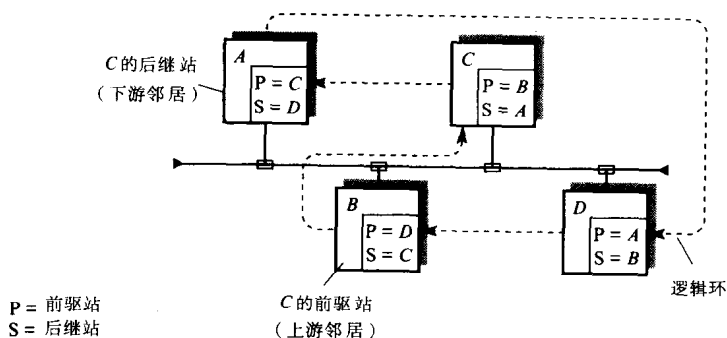 C的后继站
（下游邻居）
A
P = C
S = D
C
P = B
S = A
B
P = D
S = C
D
P = A
S = B
逻辑环
P = 前驱站
S = 后继站
C的前驱站
（上游邻居）